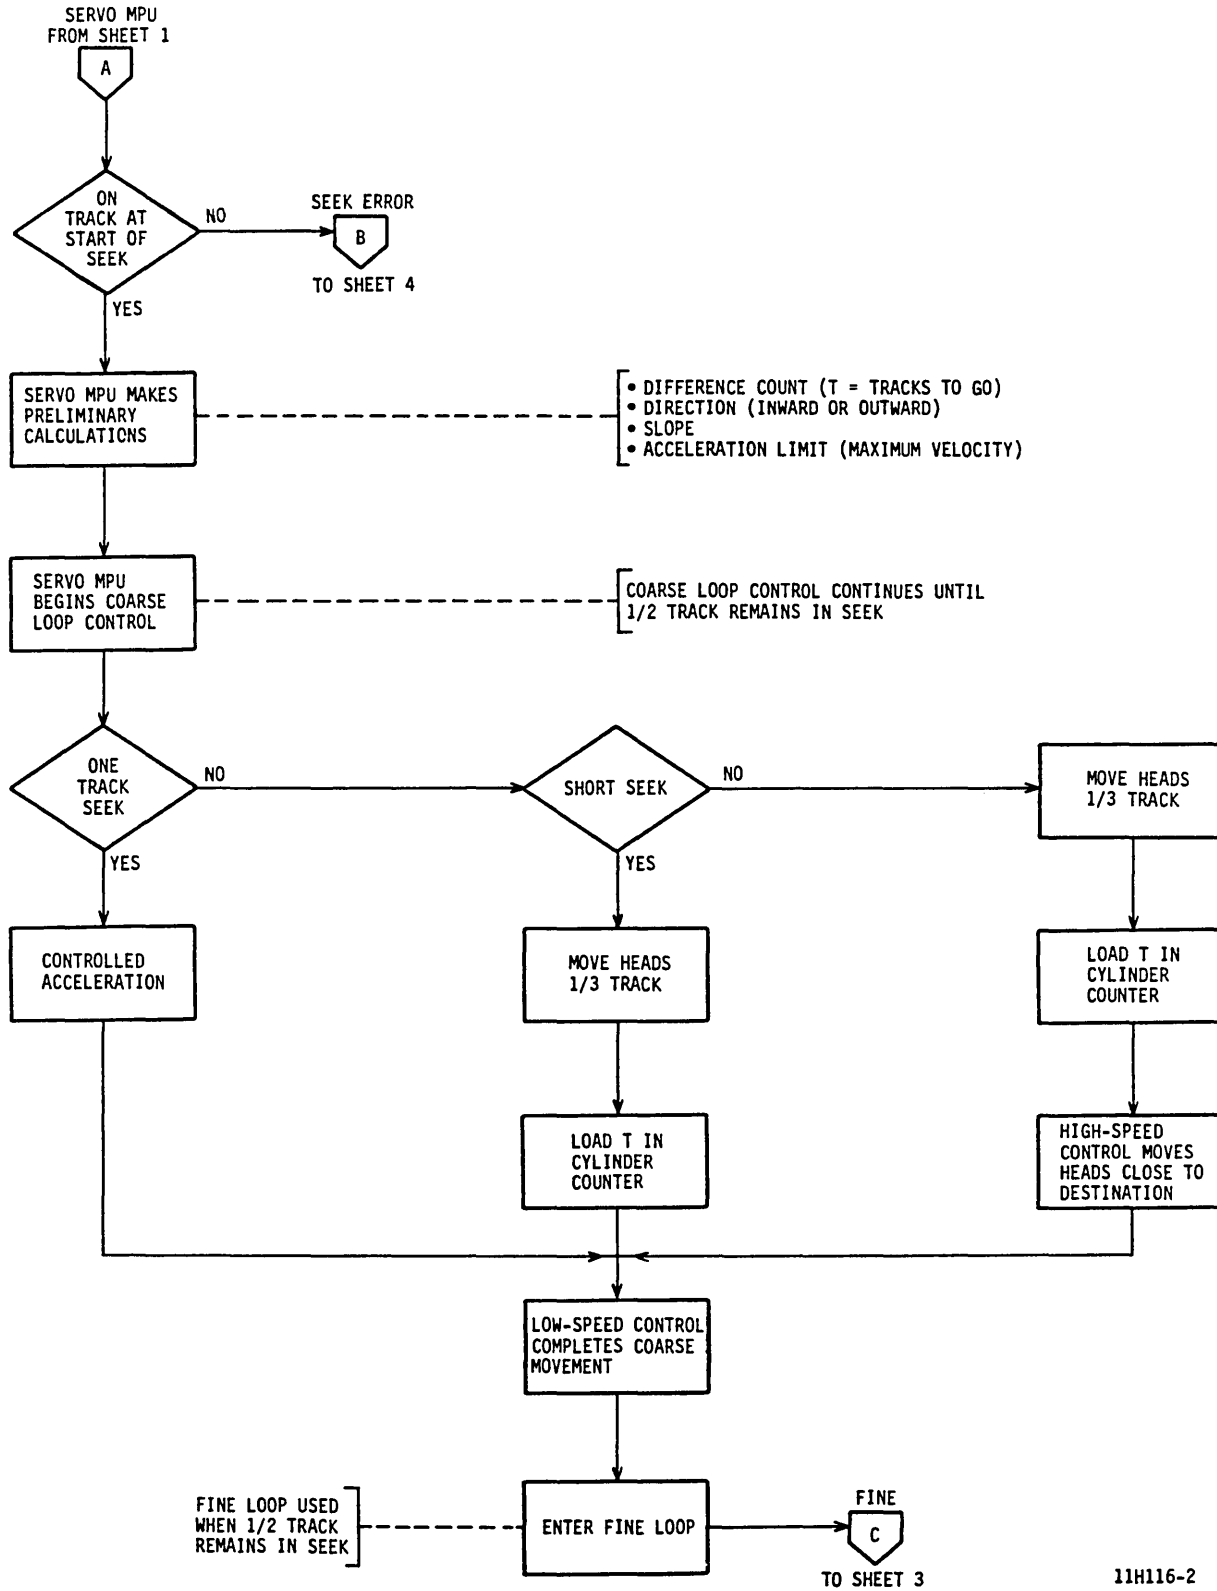 SERVO MPU
FROM SHEET 1
A
ON
TRACK AT
START OF
SEEK
NO
SEEK ERROR
B
TO SHEET 4
YES
SERVO MPU MAKES
PRELIMINARY
CALCULATIONS
• DIFFERENCE COUNT (T = TRACKS TO GO)
• DIRECTION (INWARD OR OUTWARD)
• SLOPE
• ACCELERATION LIMIT (MAXIMUM VELOCITY)
SERVO MPU
BEGINS COARSE
LOOP CONTROL
COARSE LOOP CONTROL CONTINUES UNTIL
1/2 TRACK REMAINS IN SEEK
ONE
TRACK
SEEK
NO
SHORT SEEK
NO
MOVE HEADS
1/3 TRACK
YES
YES
CONTROLLED
ACCELERATION
MOVE HEADS
1/3 TRACK
LOAD T IN
CYLINDER
COUNTER
LOAD T IN
CYLINDER
COUNTER
HIGH-SPEED
CONTROL MOVES
HEADS CLOSE TO
DESTINATION
LOW-SPEED CONTROL
COMPLETES COARSE
MOVEMENT
FINE LOOP USED
WHEN 1/2 TRACK
REMAINS IN SEEK
ENTER FINE LOOP
FINE
C
TO SHEET 3
11H116-2